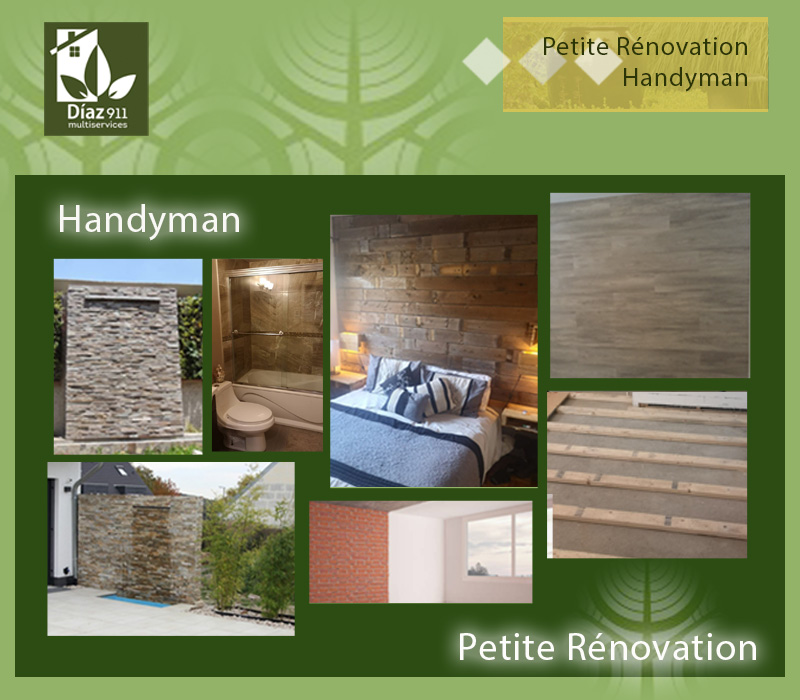 Díaz 911
multiservices
Petite Rénovation
Handyman
Handyman
Petite Rénovation